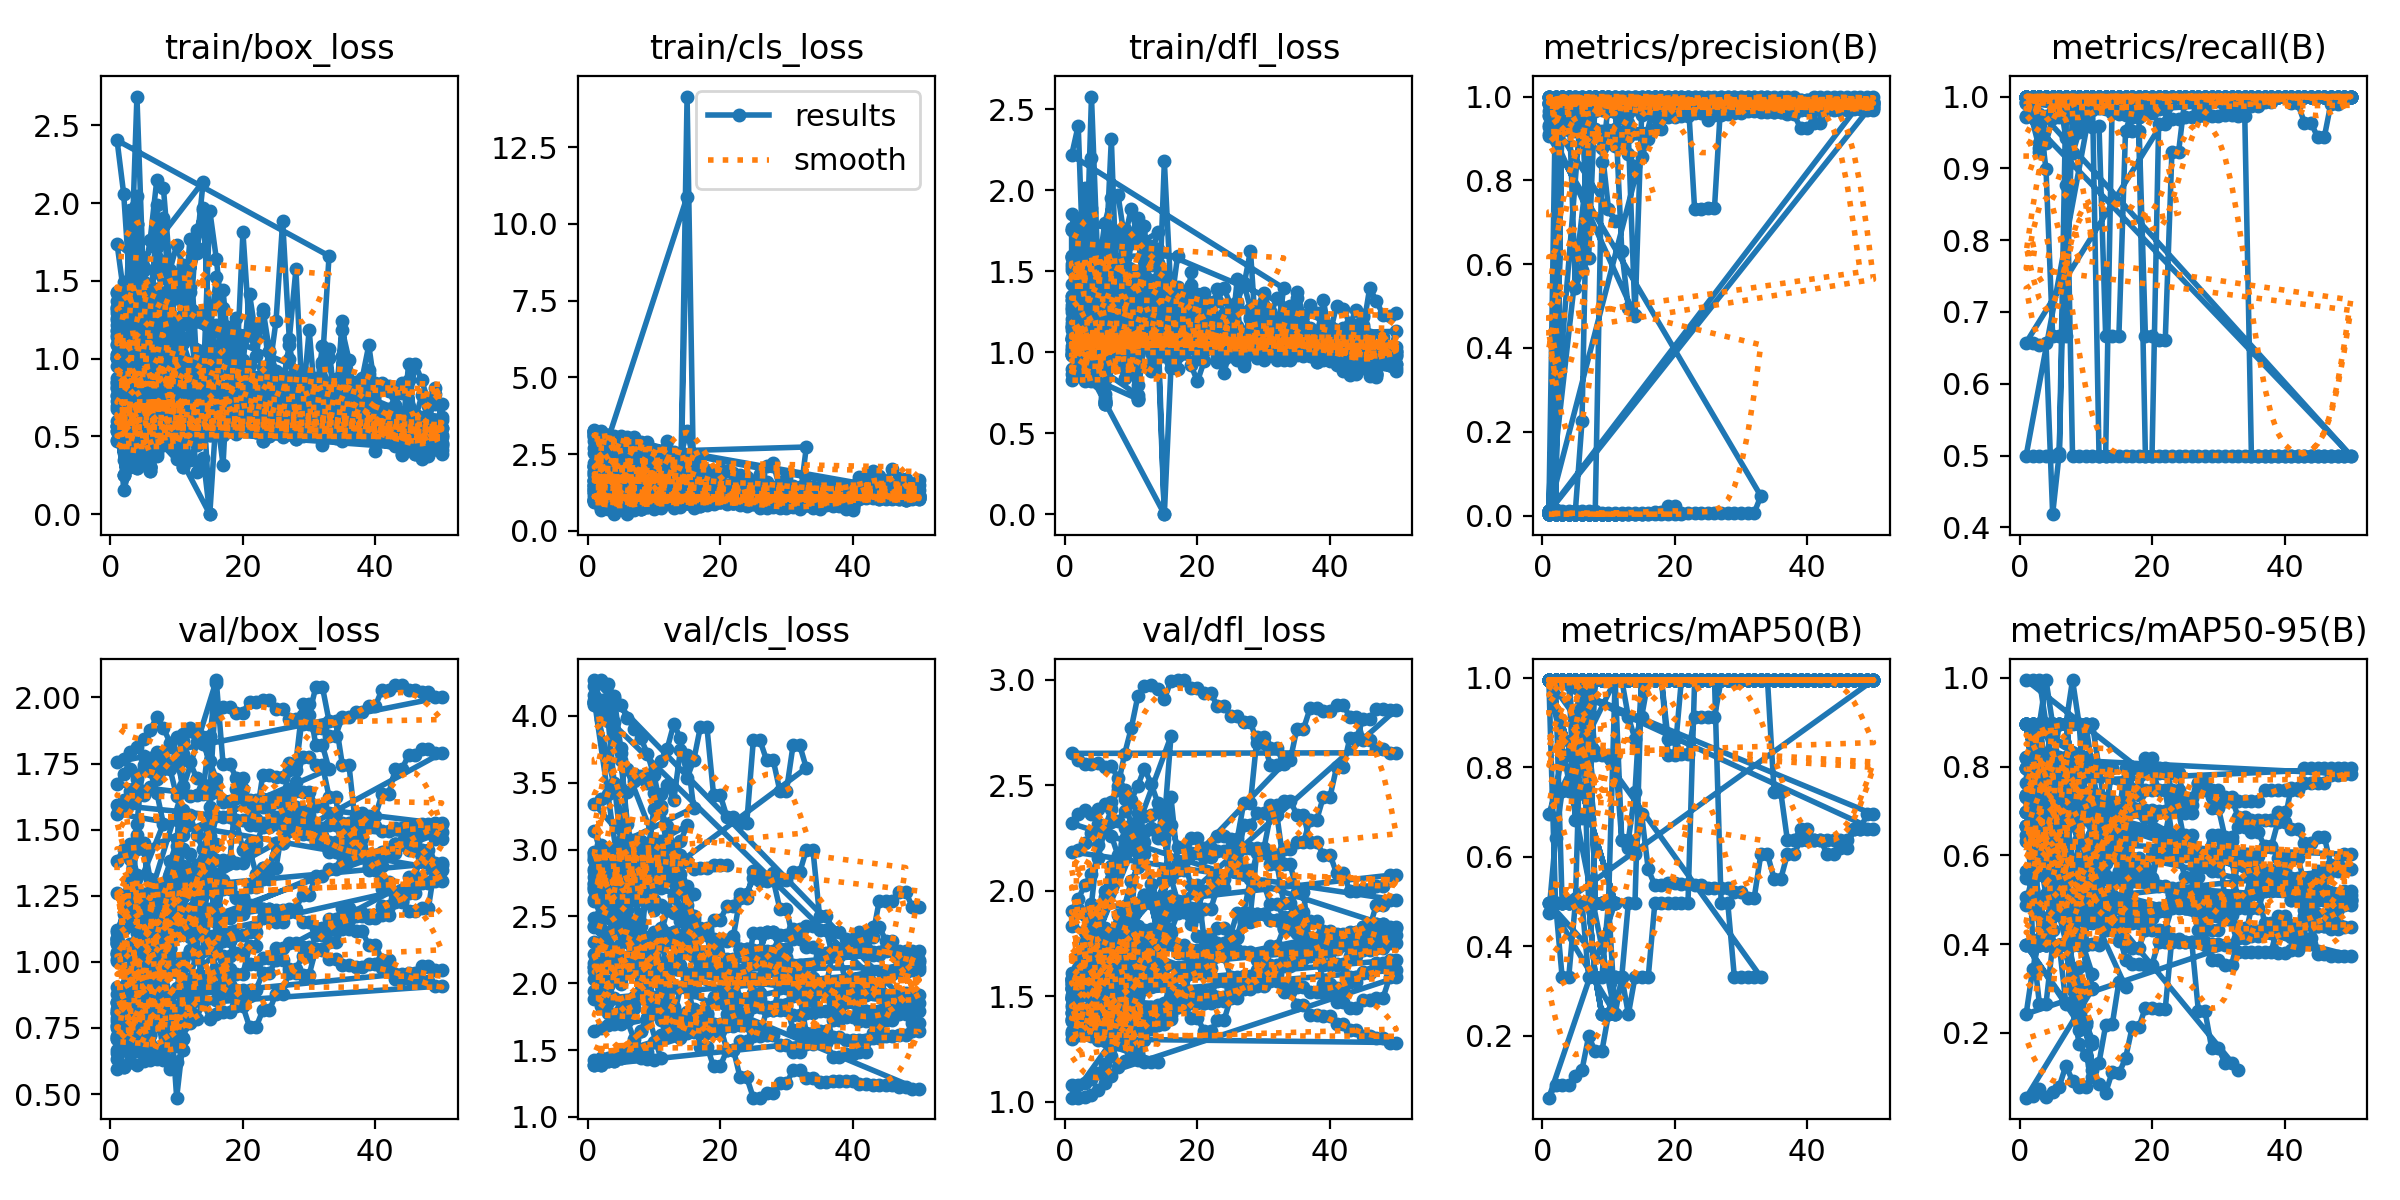 train/box_loss
train/cls_loss
train/dfl_loss
metrics/precision(B)
metrics/recall(B)
2.5
2.0
1.5
1.0
0.5
0.0
0 20 40
12.5
10.0
7.5
5.0
2.5
0.0
0 20 40
results
smooth
2.5
2.0
1.5
1.0
0.5
0.0
0 20 40
1.0
0.8
0.6
0.4
0.2
0.0
0 20 40
1.0
0.9
0.8
0.7
0.6
0.5
0.4
0 20 40
val/box_loss
val/cls_loss
val/dfl_loss
metrics/mAP50(B)
metrics/mAP50-95(B)
2.00
1.75
1.50
1.25
1.00
0.75
0.50
0 20 40
4.0
3.5
3.0
2.5
2.0
1.5
1.0
0 20 40
3.0
2.5
2.0
1.5
1.0
0 20 40
1.0
0.8
0.6
0.4
0.2
0 20 40
1.0
0.8
0.6
0.4
0.2
0 20 40